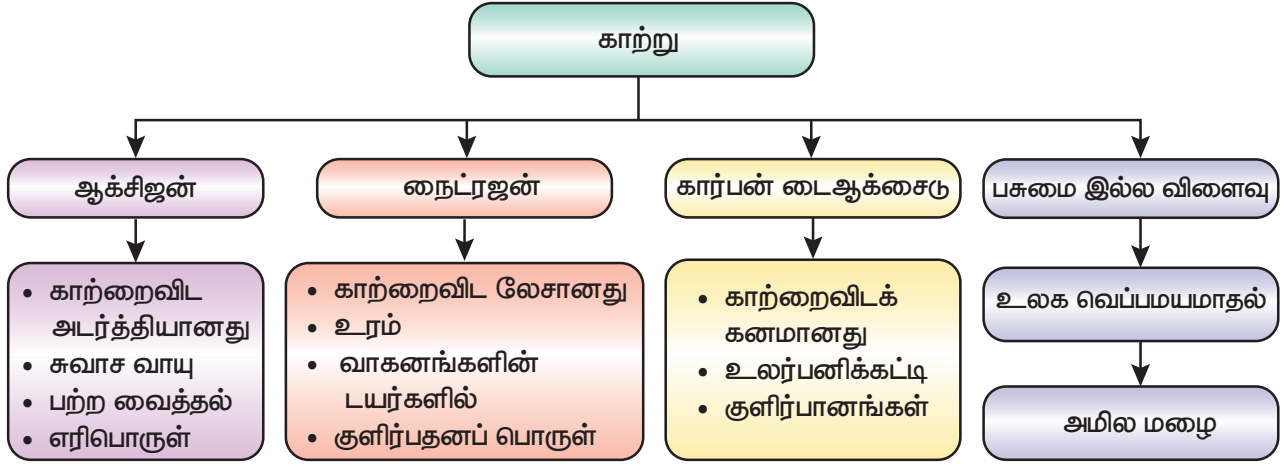 காற்று
ஆக்சிஜன்
நைட்ரஜன்
கார்பன் டைஆக்சைடு
பசுமை இல்ல விளைவு
• காற்றைவிட
அடர்த்தியானது
• சுவாச வாயு
• பற்ற வைத்தல்
• எரிபொருள்
• காற்றைவிட லேசானது
• உரம்
• வாகனங்களின்
டயர்களில்
• குளிர்பதனப் பொருள்
• காற்றைவிடக்
கனமானது
• உலர்பனிக்கட்டி
• குளிர்பானங்கள்
உலக வெப்பமயமாதல்
அமில மழை